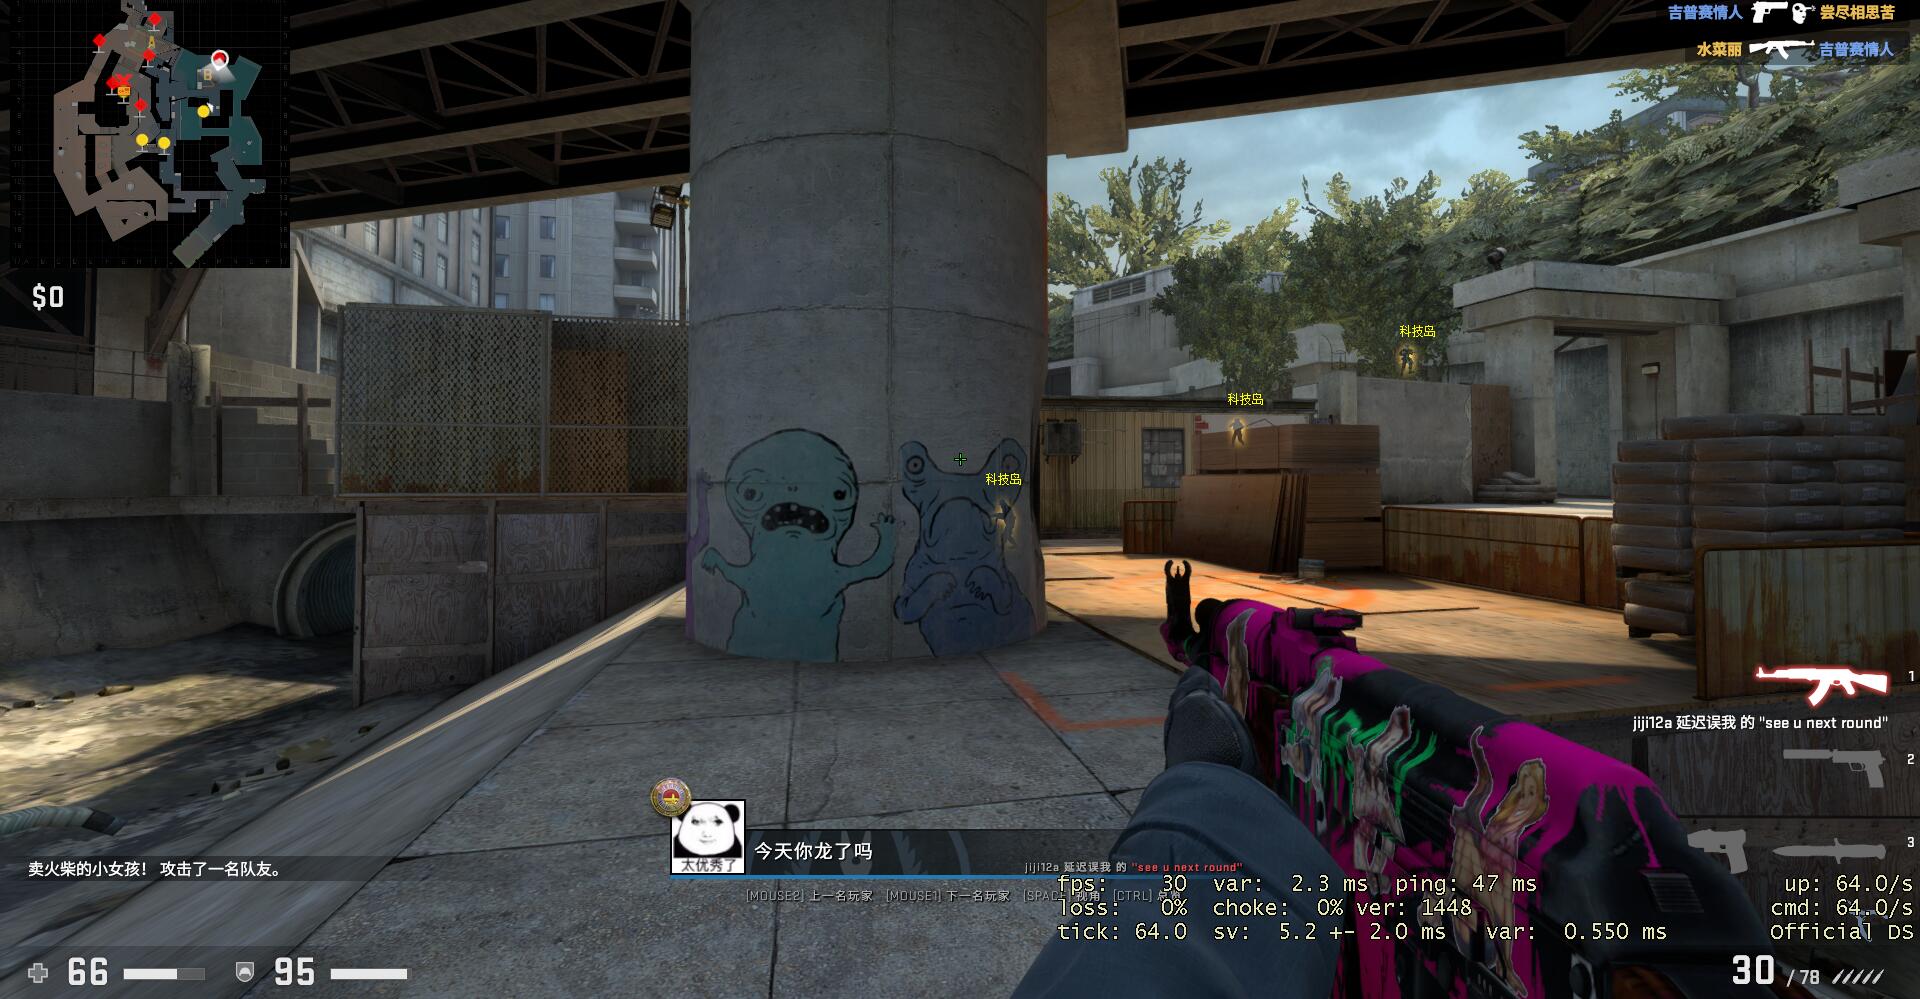 吉普赛情人 尝尽相思苦
水菜丽 吉普赛情人
A
B
$0
科技岛
科技岛
科技岛
1
jiji12a 延迟误我 的 "see u next round"
2
3
太优秀了
今天你龙了吗
jiji12a 延迟误我 的 "see u next round"
卖火柴的小女孩! 攻击了一名队友。
[MOUSE2] 上一名玩家 [MOUSE1] 下一名玩家 [SPACE] 视角 [CTRL]
fps: 30 var: 2.3 ms ping: 47 ms up: 64.0/s
loss: 0% choke: 0% ver: 1448 cmd: 64.0/s
tick: 64.0 sv: 5.2 +- 2.0 ms var: 0.550 ms Official DS
66 95
30 / 78